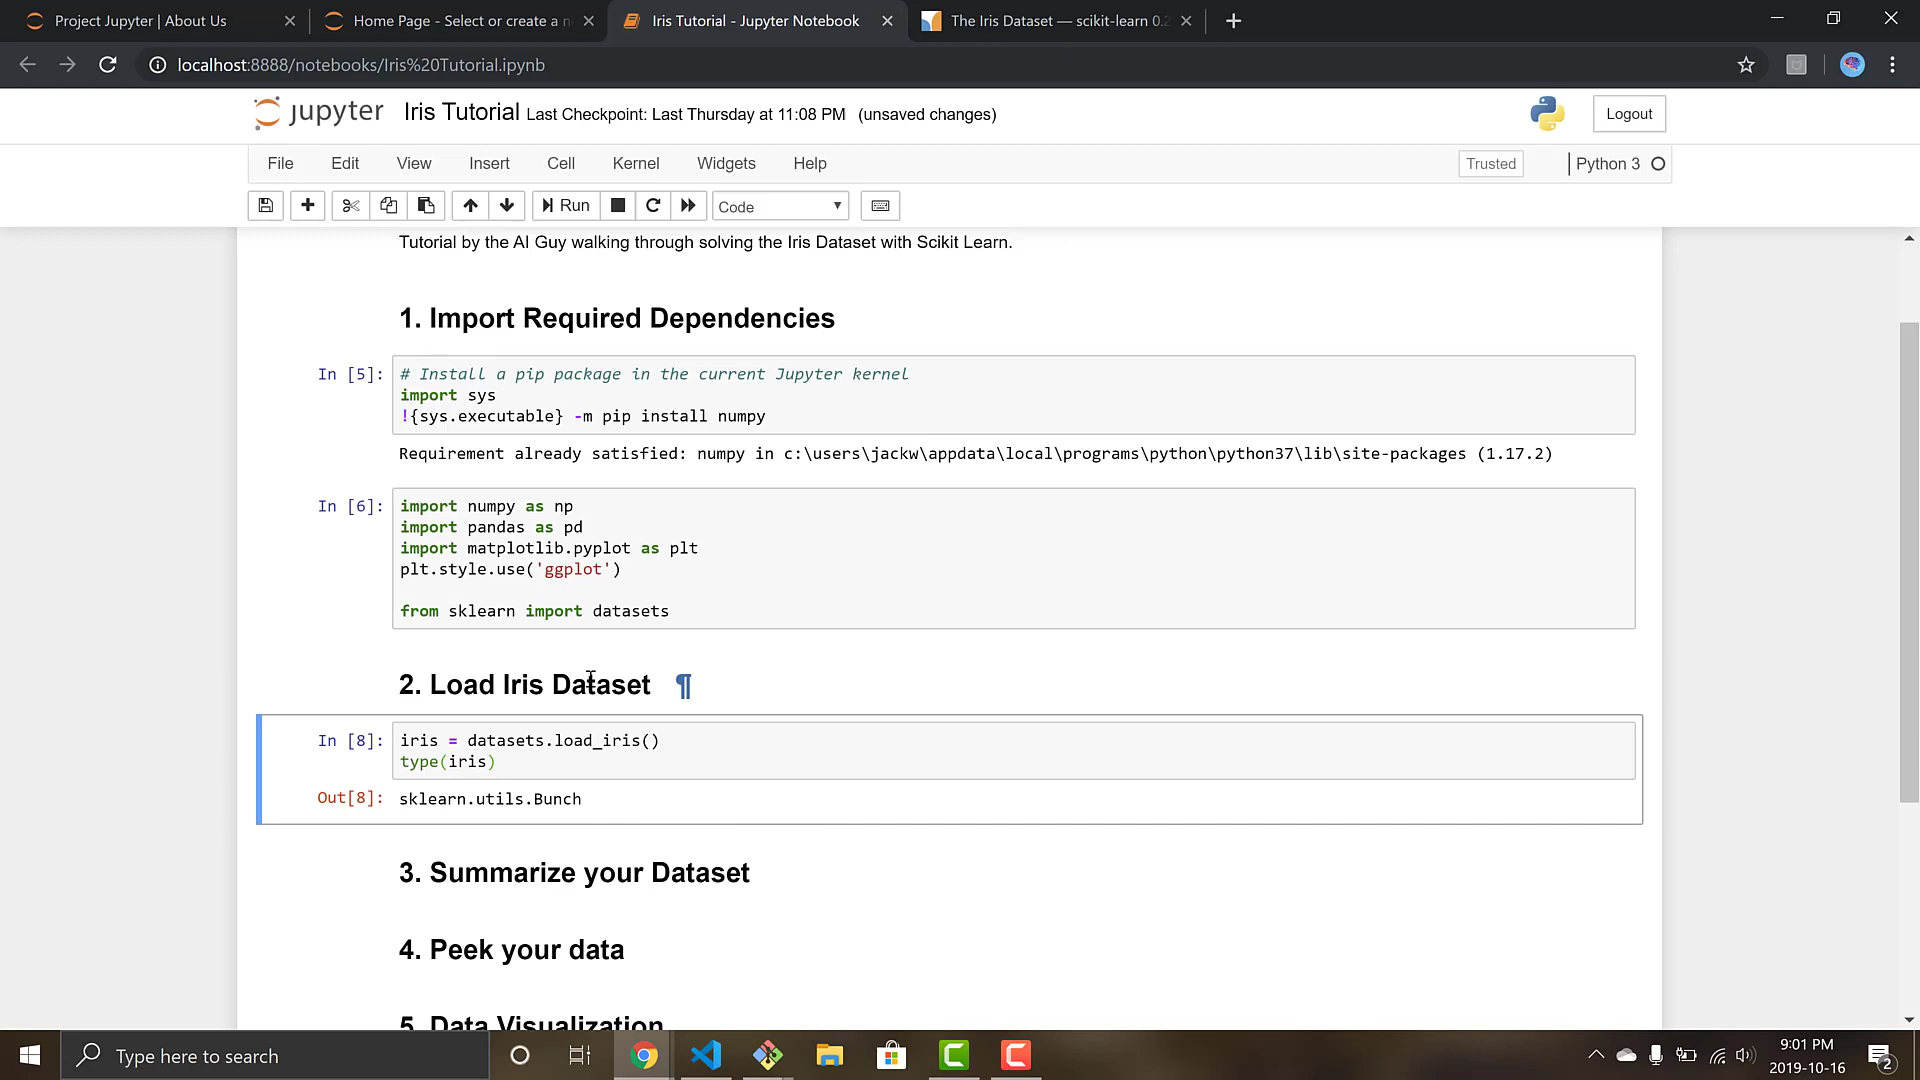 Project Jupyter | About Us
Home Page - Select or create a n
Iris Tutorial - Jupyter Notebook
The Iris Dataset — scikit-learn 0.2
localhost:8888/notebooks/Iris%20Tutorial.ipynb
jupyter Iris Tutorial Last Checkpoint: Last Thursday at 11:08 PM (unsaved changes)
Logout
File Edit View Insert Cell Kernel Widgets Help
Trusted
Python 3
Run
Code
Tutorial by the AI Guy walking through solving the Iris Dataset with Scikit Learn.
1. Import Required Dependencies
In [5]: # Install a pip package in the current Jupyter kernel
import sys
!{sys.executable} -m pip install numpy
Requirement already satisfied: numpy in c:\users\jackw\appdata\local\programs\python\python37\lib\site-packages (1.17.2)
In [6]: import numpy as np
import pandas as pd
import matplotlib.pyplot as plt
plt.style.use('ggplot')
from sklearn import datasets
2. Load Iris Dataset ¶
In [8]: iris = datasets.load_iris()
type(iris)
Out[8]: sklearn.utils.Bunch
3. Summarize your Dataset
4. Peek your data
5. Data Visualization
Type here to search
9:01 PM
2019-10-16
2